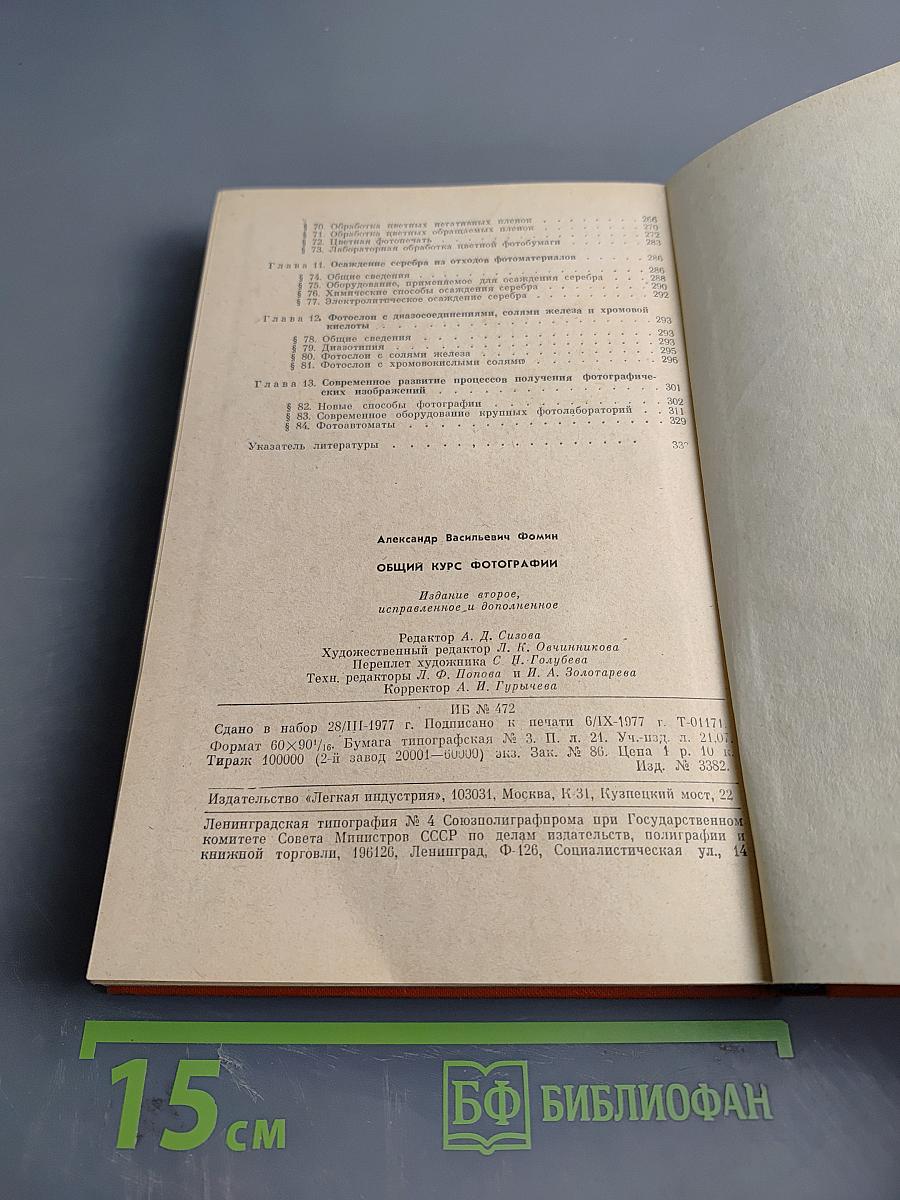 § 70. Обработка цветных негативных пленок . . . . . . . 266
§ 71. Обработка цветных обращаемых пленок . . . . . . . 270
§ 72. Цветная фотопечать . . . . . . . 272
§ 73. Лабораторная обработка цветной фотобумаги . . . . . 283
Глава 11. Осаждение серебра из отходов фотоматериалов . . . . 286
§ 74. Общие сведения . . . . . . . 286
§ 75. Оборудование, применяемое для осаждения серебра . . . 288
§ 76. Химические способы осаждения серебра . . . . . . 290
§ 77. Электролитическое осаждение серебра . . . . . . 292
Глава 12. Фотослои с диазосоединениями, солями железа и хромовой
кислоты . . . . . . . 293
§ 78. Общие сведения . . . . . . . 293
§ 79. Диазотипия . . . . . . . 293
§ 80. Фотослои с солями железа . . . . . . . 295
§ 81. Фотослои с хромовокислыми солями . . . . . . 296
Глава 13. Современное развитие процессов получения фотографиче-
ских изображений . . . . . . . 301
§ 82. Новые способы фотографии . . . . . . . 302
§ 83. Современное оборудование крупных фотолабораторий . 311
§ 84. Фотоавтоматы . . . . . . . 329
Указатель литературы . . . . . . .
Александр Васильевич Фомин
ОБЩИЙ КУРС ФОТОГРАФИИ
Издание второе,
исправленное и дополненное
Редактор А. Д. Сизова
Художественный редактор Л. К. Овчинникова
Переплет художника С. Н. Голубева
Техн. редакторы Л. Ф. Попова и И. А. Золотарева
Корректор А. И. Гурычева
ИБ № 472
Сдано в набор 28/III-1977 г. Подписано к печати 6/IX-1977 г. Т-01171.
Формат 60×90¹/₁₆. Бумага типографская № 3. П. л. 21. Уч.-изд. л. 21,07.
Тираж 100000 (2-й завод 20001—60000) экз. Зак. № 86. Цена 1 р. 10 к.
Изд. № 3382.
Издательство «Легкая индустрия», 103031, Москва, К-31, Кузнецкий мост, 22
Ленинградская типография № 4 Союзполиграфпрома при Государственном
комитете Совета Министров СССР по делам издательств, полиграфии и
книжной торговли, 196126, Ленинград, Ф-126, Социалистическая ул., 14
15 см
БФ БИБЛИОФАН